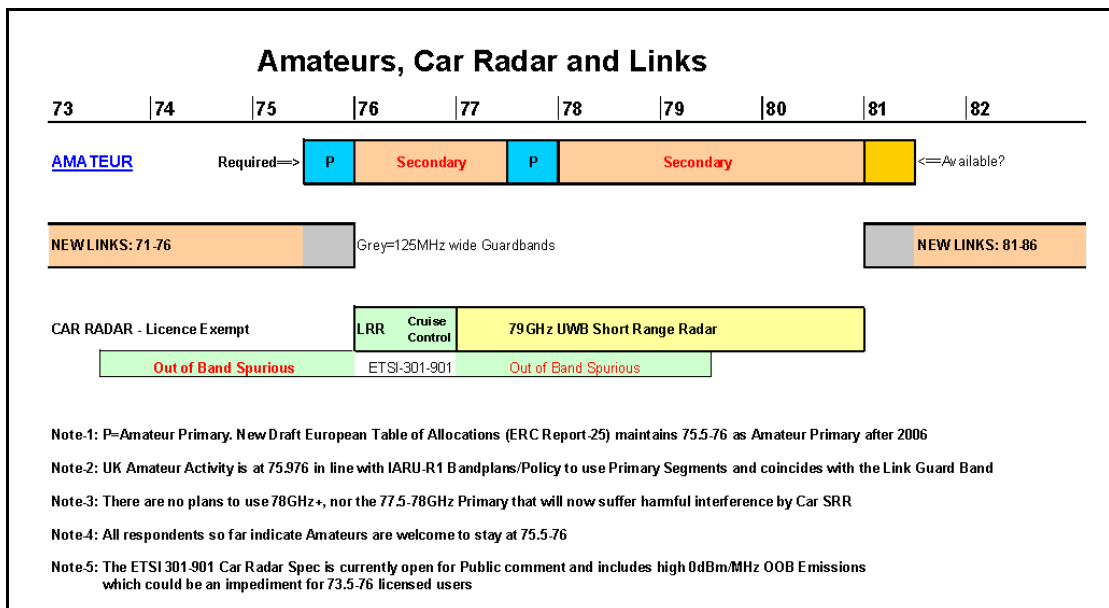 Amateurs, Car Radar and Links
73 74 75 76 77 78 79 80 81 82
AMATEUR Required==> P Secondary P Secondary <==Available?
NEW LINKS: 71-76 Grey=125MHz wide Guardbands NEW LINKS: 81-86
CAR RADAR - Licence Exempt LRR Cruise Control 79GHz UWB Short Range Radar
Out of Band Spurious ETSI-301-901 Out of Band Spurious
Note-1: P=Amateur Primary. New Draft European Table of Allocations (ERC Report-25) maintains 75.5-76 as Amateur Primary after 2006
Note-2: UK Amateur Activity is at 75.976 in line with IARU-R1 Bandplans/Policy to use Primary Segments and coincides with the Link Guard Band
Note-3: There are no plans to use 78GHz+, nor the 77.5-78GHz Primary that will now suffer harmful interference by Car SRR
Note-4: All respondents so far indicate Amateurs are welcome to stay at 75.5-76
Note-5: The ETSI 301-901 Car Radar Spec is currently open for Public comment and includes high 0dBm/MHz OOB Emissions
which could be an impediment for 73.5-76 licensed users